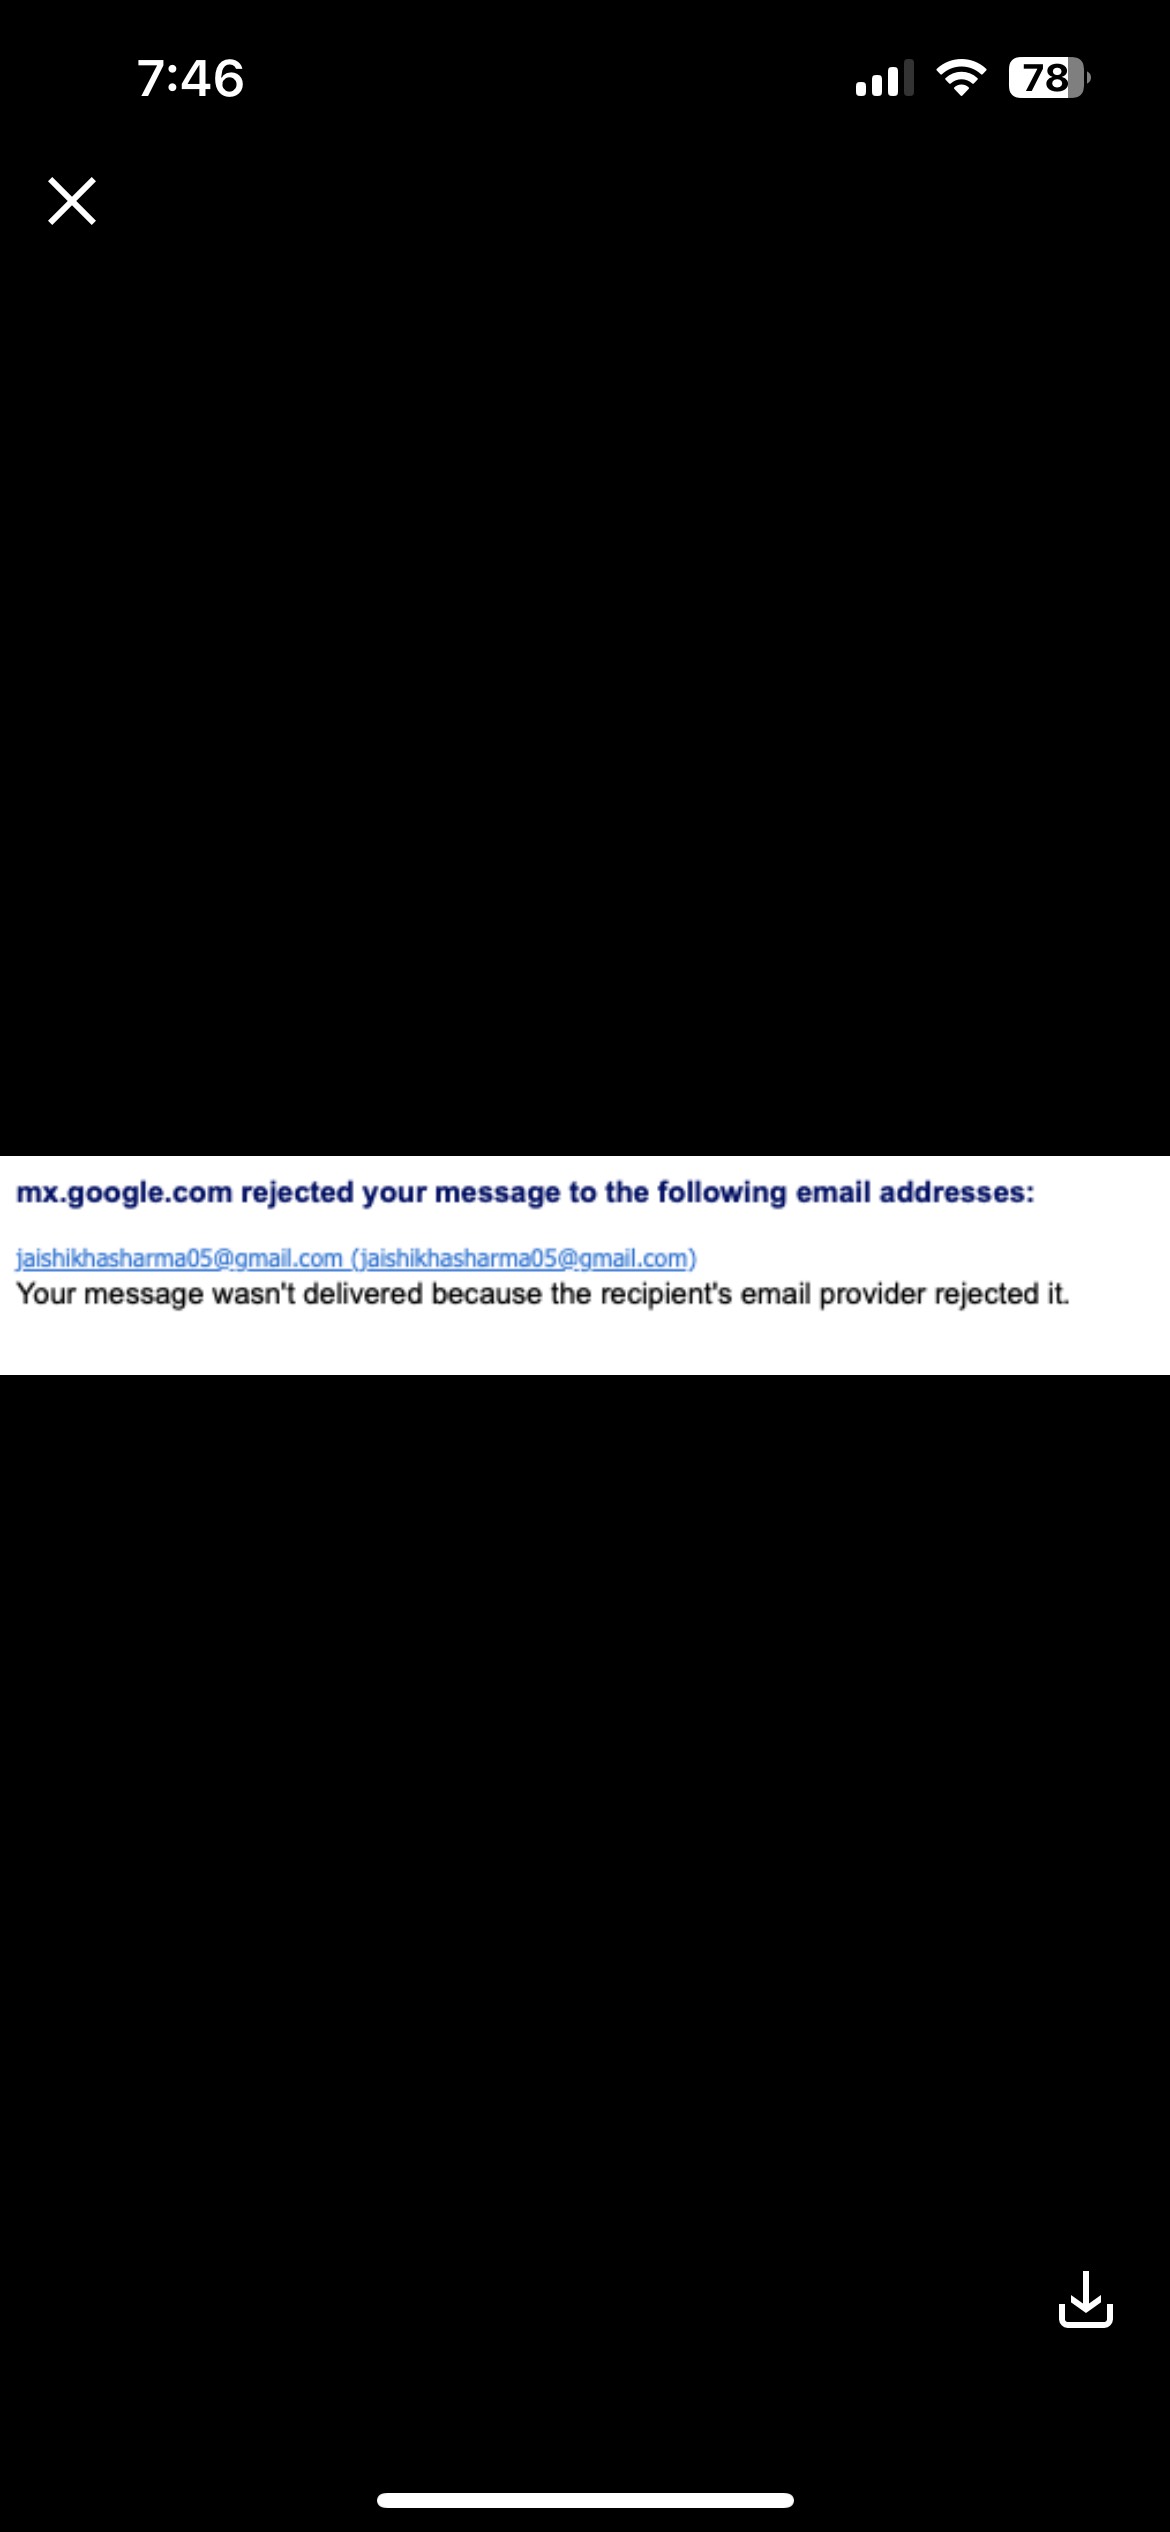 7:46
78
mx.google.com rejected your message to the following email addresses:
jaishikhasharma05@gmail.com (jaishikhasharma05@gmail.com)
Your message wasn't delivered because the recipient's email provider rejected it.